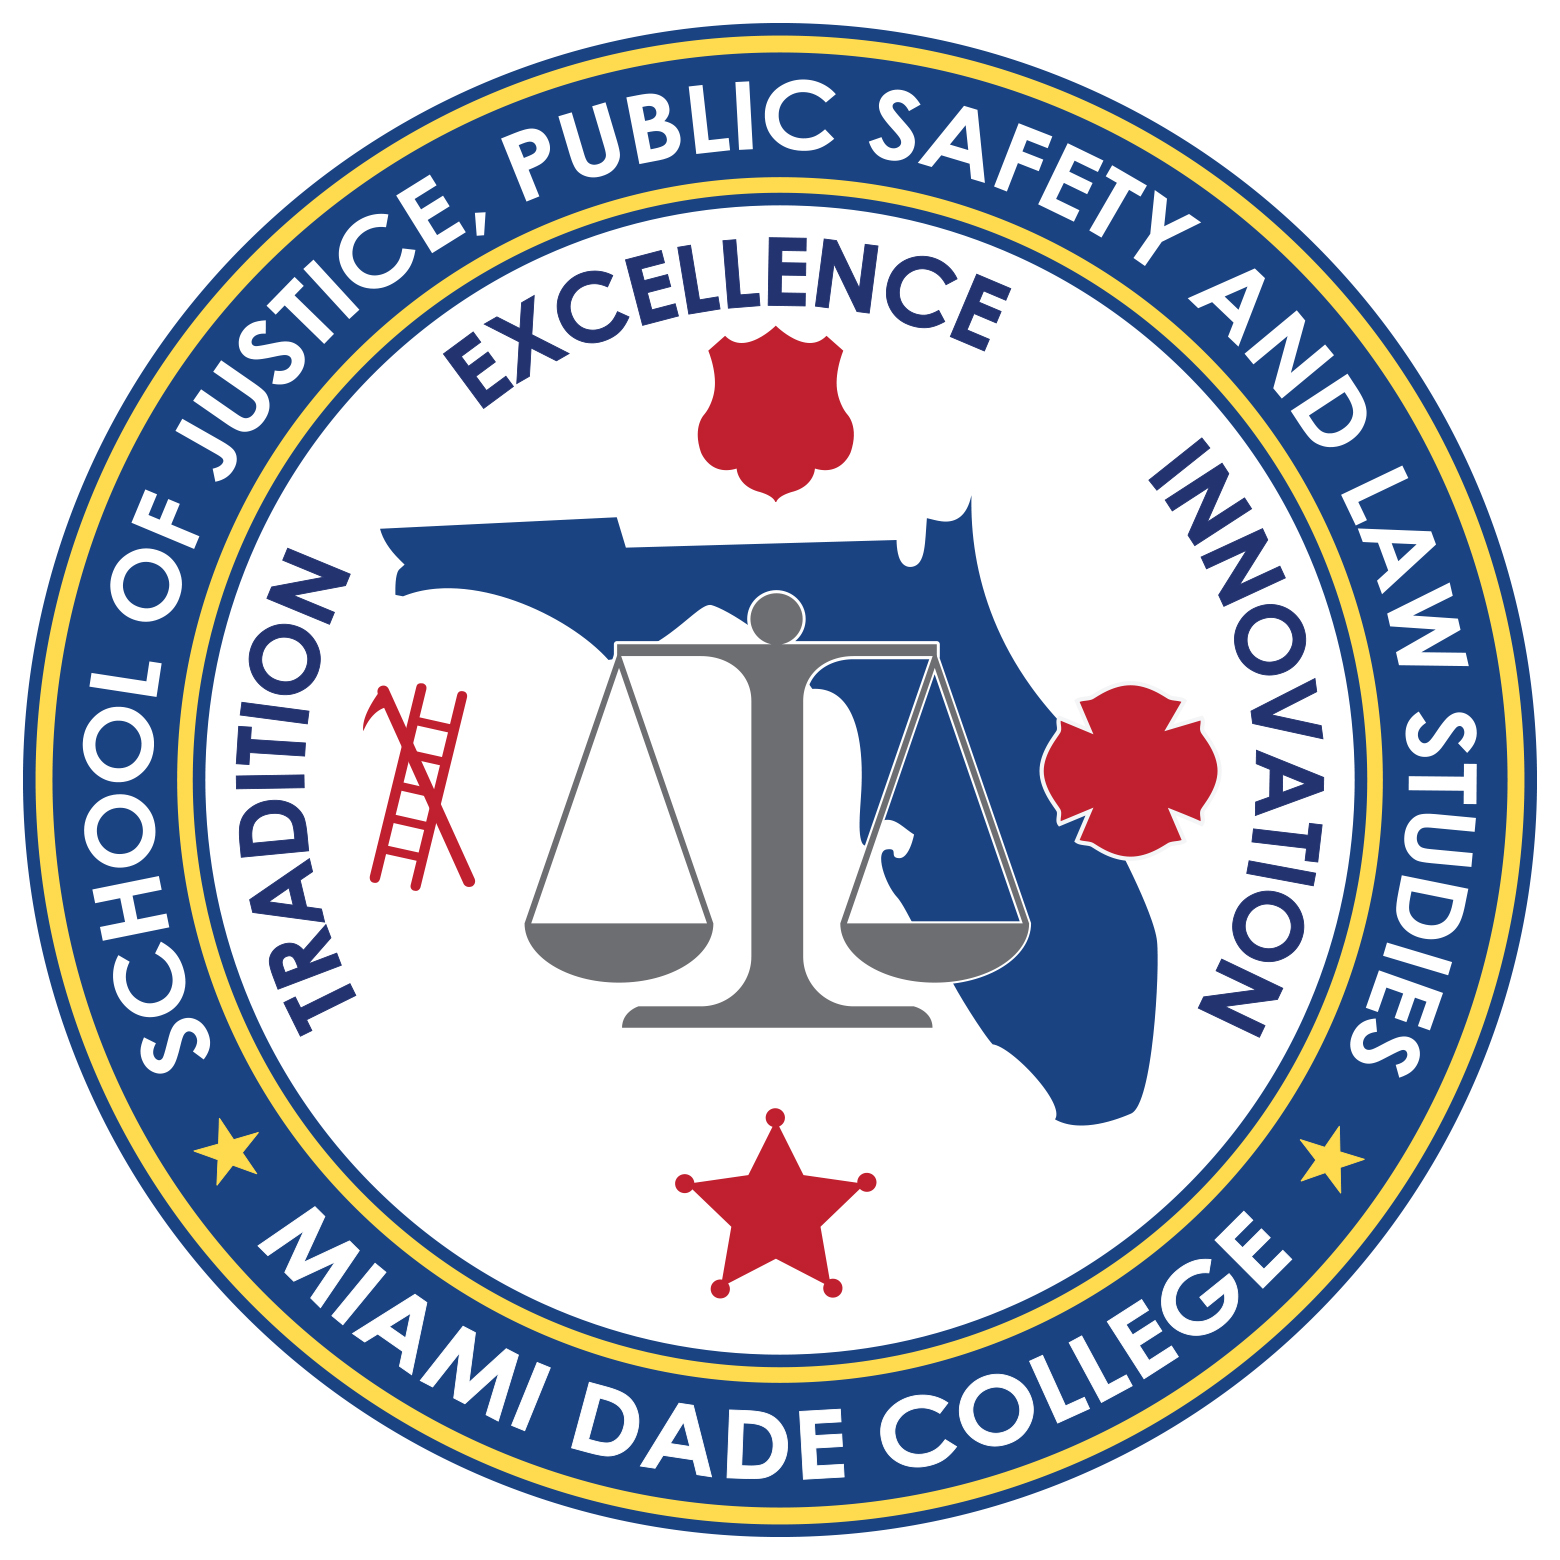 SCHOOL OF JUSTICE, PUBLIC SAFETY AND LAW STUDIES
MIAMI DADE COLLEGE
TRADITION
EXCELLENCE
INNOVATION